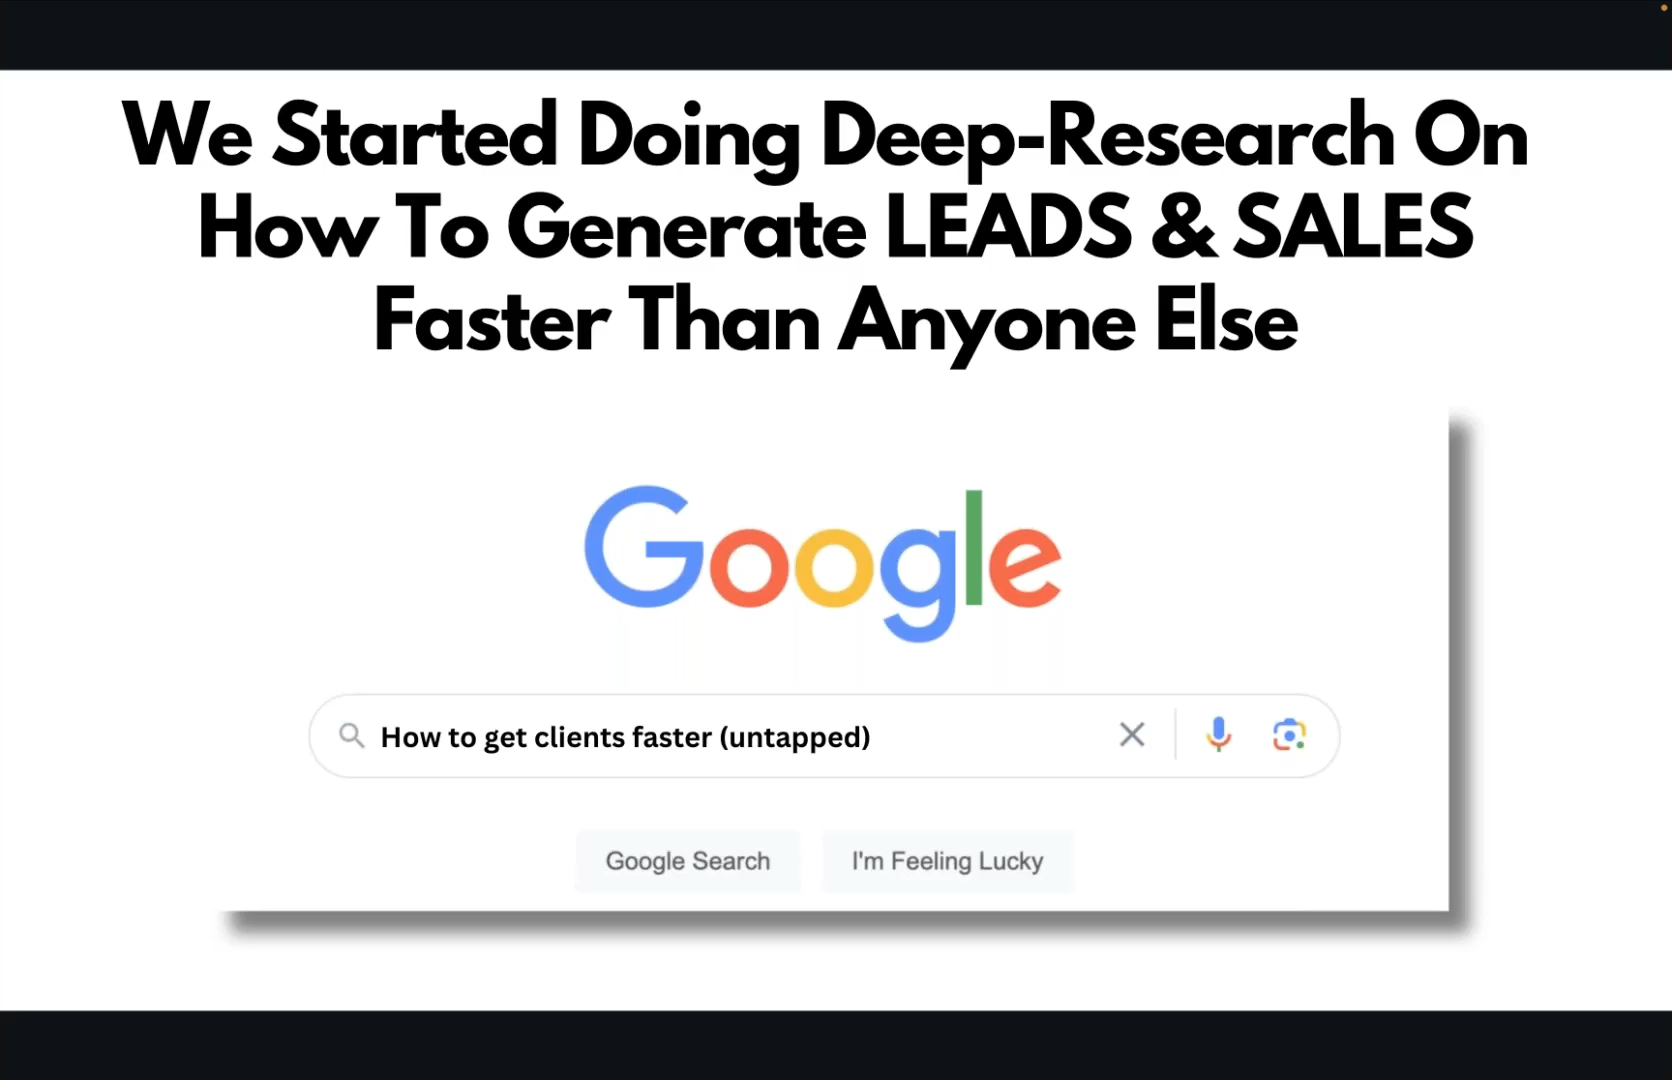 We Started Doing Deep-Research On
How To Generate LEADS & SALES
Faster Than Anyone Else
Google
How to get clients faster (untapped)
Google Search
I'm Feeling Lucky